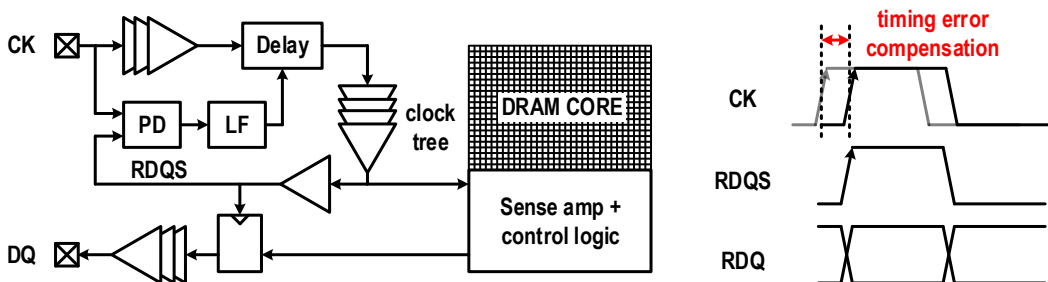 CK
Delay
PD
LF
clock
tree
RDQS
DQ
DRAM CORE
Sense amp +
control logic
timing error
compensation
CK
RDQS
RDQ